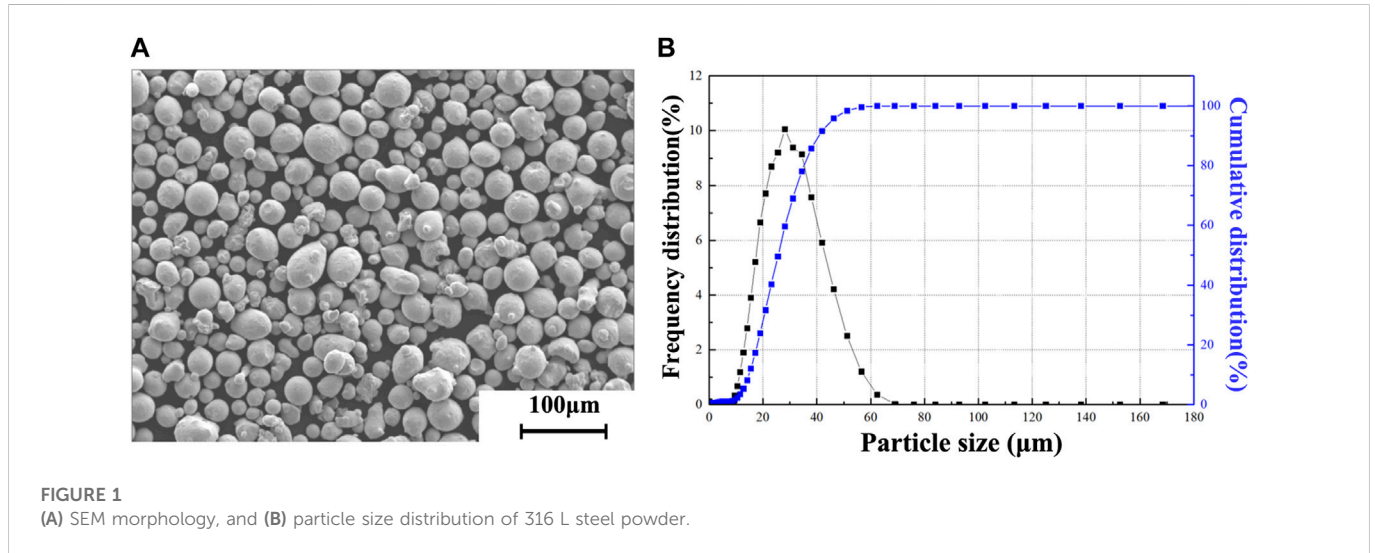 A
B
100μm
Frequency distribution(%)
12
10
8
6
4
2
0
0 20 40 60 80 100 120 140 160 180
Particle size (μm)
100
80
60
40
20
0
Cumulative distribution(%)
FIGURE 1
(A) SEM morphology, and (B) particle size distribution of 316 L steel powder.